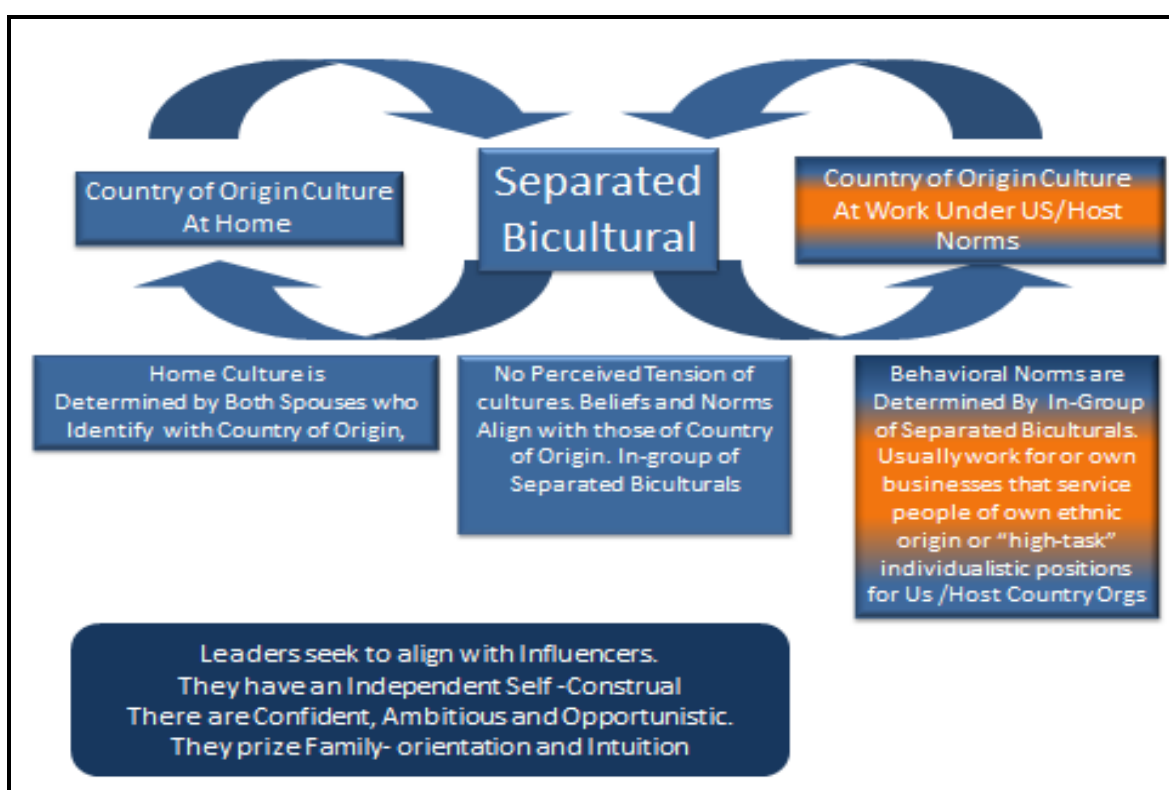 Separated
Bicultural
Country of Origin Culture
At Home
Country of Origin Culture
At Work Under US/Host
Norms
Home Culture is
Determined by Both Spouses who
Identify with Country of Origin,
No Perceived Tension of
cultures. Beliefs and Norms
Align with those of Country
of Origin. In-group of
Separated Biculturals
Behavioral Norms are
Determined By In-Group
of Separated Biculturals.
Usually work for or own
businesses that service
people of own ethnic
origin or “high-task”
individualistic positions
for Us /Host Country Orgs
Leaders seek to align with Influencers.
They have an Independent Self -Construal
There are Confident, Ambitious and Opportunistic.
They prize Family- orientation and Intuition